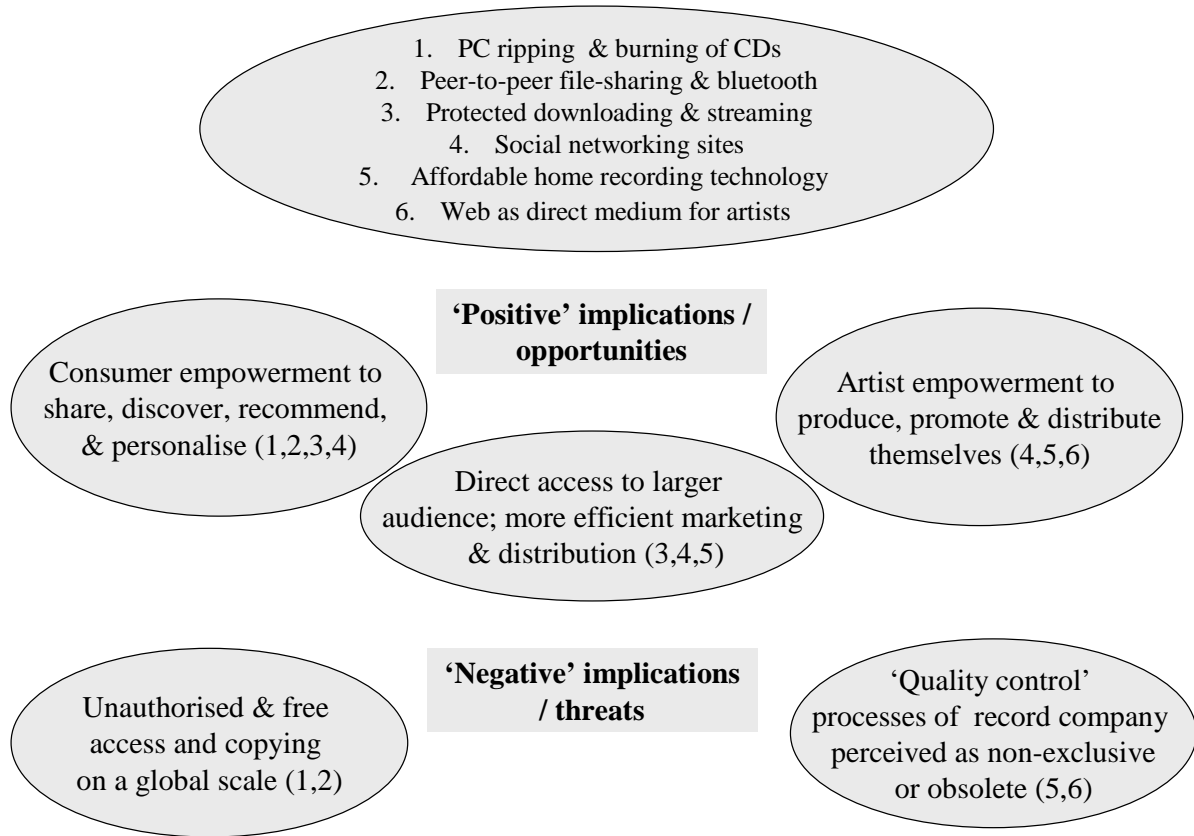 1. PC ripping & burning of CDs
2. Peer-to-peer file-sharing & bluetooth
3. Protected downloading & streaming
4. Social networking sites
5. Affordable home recording technology
6. Web as direct medium for artists
‘Positive’ implications /
opportunities
Consumer empowerment to
share, discover, recommend,
& personalise (1,2,3,4)
Artist empowerment to
produce, promote & distribute
themselves (4,5,6)
Direct access to larger
audience; more efficient marketing
& distribution (3,4,5)
‘Negative’ implications
/ threats
Unauthorised & free
access and copying
on a global scale (1,2)
‘Quality control’
processes of record company
perceived as non-exclusive
or obsolete (5,6)